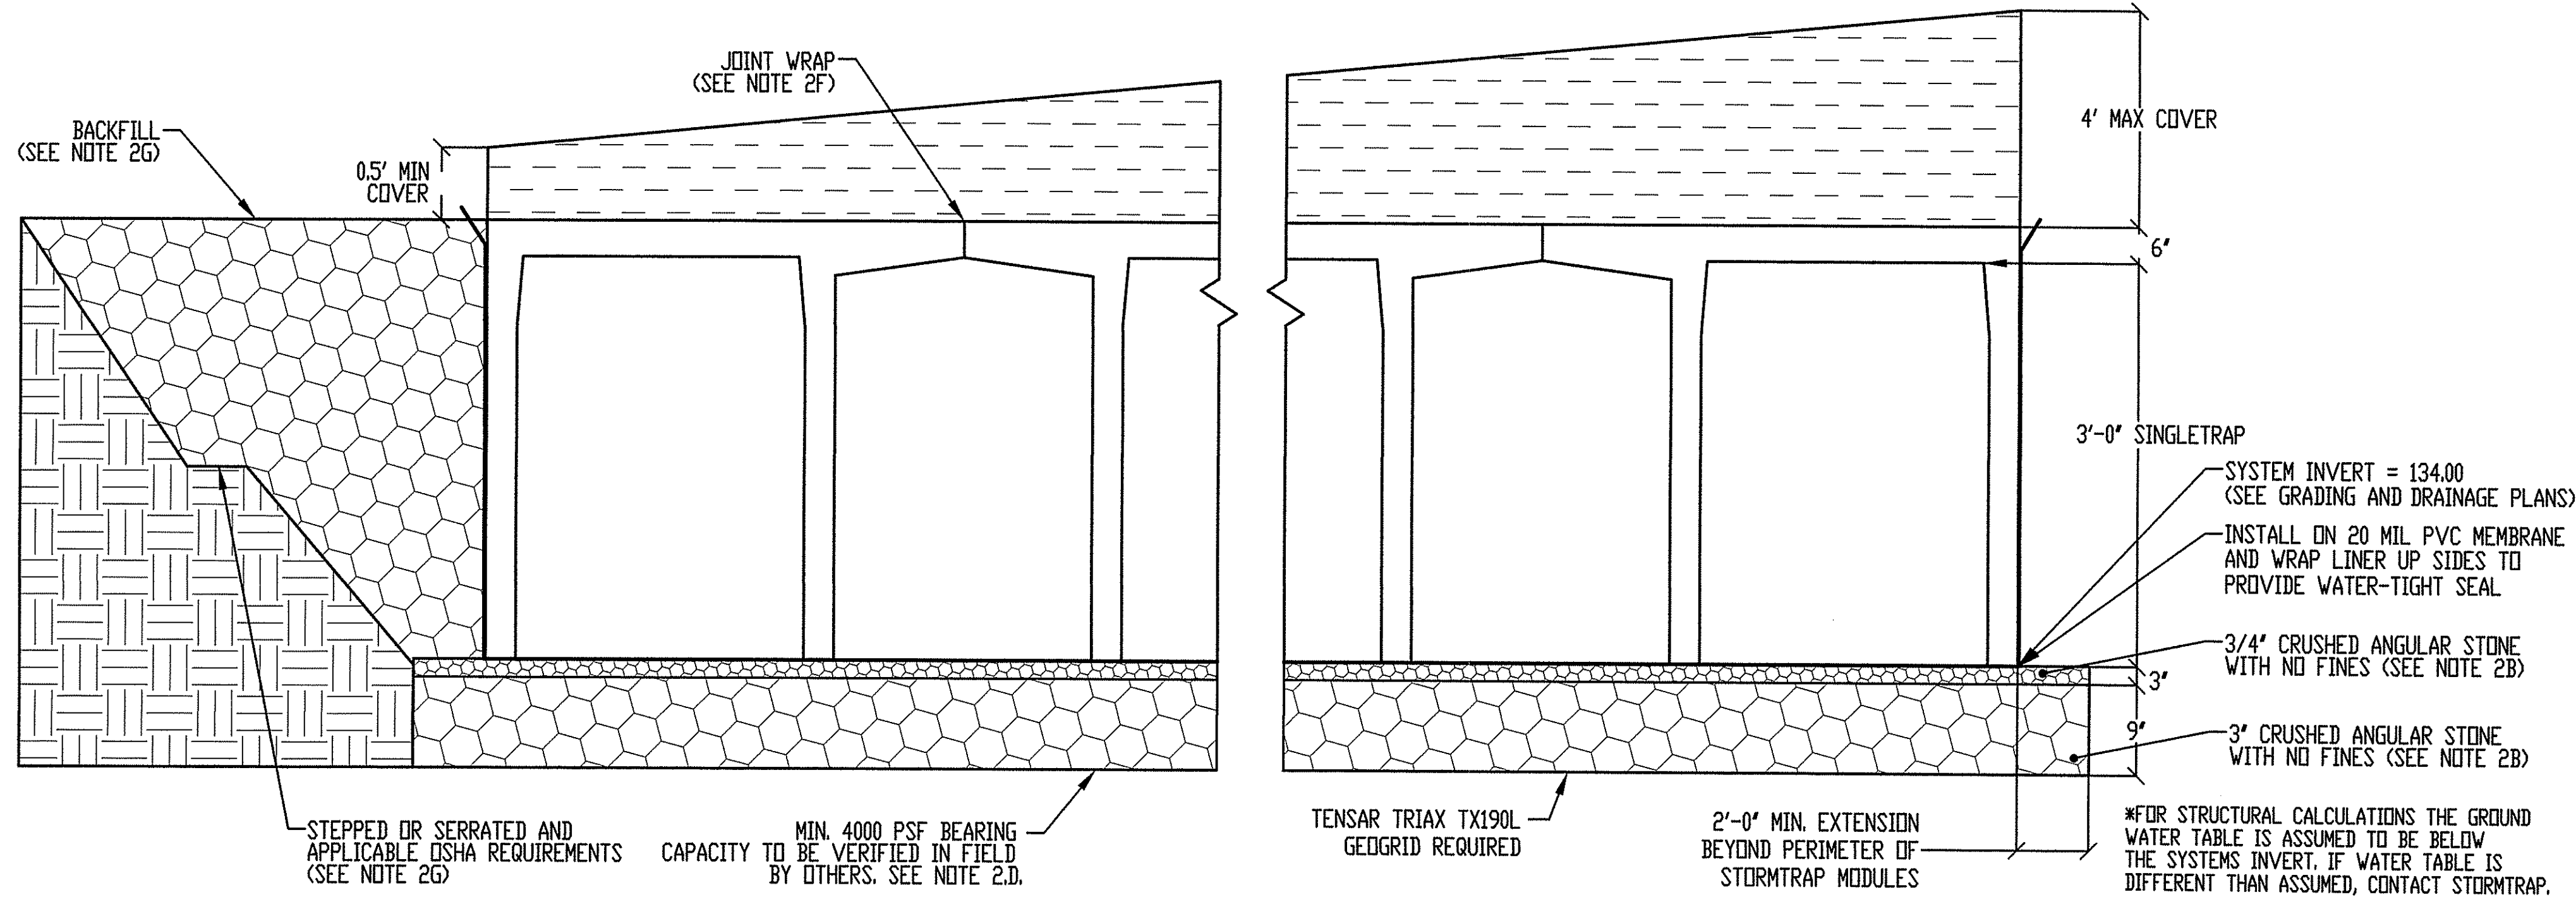 JOINT WRAP
(SEE NOTE 2F)
BACKFILL
(SEE NOTE 2G)
0.5' MIN
COVER
4' MAX COVER
6"
3'-0" SINGLETRAP
SYSTEM INVERT = 134.00
(SEE GRADING AND DRAINAGE PLANS)
INSTALL ON 20 MIL PVC MEMBRANE
AND WRAP LINER UP SIDES TO
PROVIDE WATER-TIGHT SEAL
3/4" CRUSHED ANGULAR STONE
WITH NO FINES (SEE NOTE 2B)
3"
9"
3" CRUSHED ANGULAR STONE
WITH NO FINES (SEE NOTE 2B)
STEPPED OR SERRATED AND
APPLICABLE OSHA REQUIREMENTS
(SEE NOTE 2G)
MIN. 4000 PSF BEARING
CAPACITY TO BE VERIFIED IN FIELD
BY OTHERS. SEE NOTE 2.D.
TENSAR TRIAX TX190L
GEOGRID REQUIRED
2'-0" MIN. EXTENSION
BEYOND PERIMETER OF
STORMTRAP MODULES
*FOR STRUCTURAL CALCULATIONS THE GROUND
WATER TABLE IS ASSUMED TO BE BELOW
THE SYSTEMS INVERT. IF WATER TABLE IS
DIFFERENT THAN ASSUMED, CONTACT STORMTRAP.